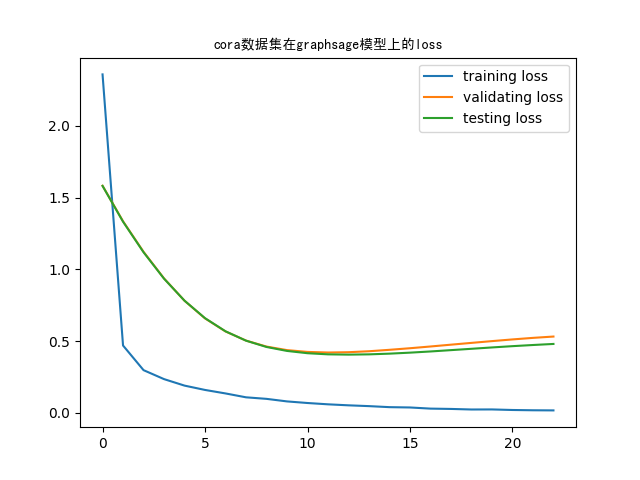 cora数据集在graphsage模型上的loss
training loss
validating loss
testing loss
2.0
1.5
1.0
0.5
0.0
0
5
10
15
20